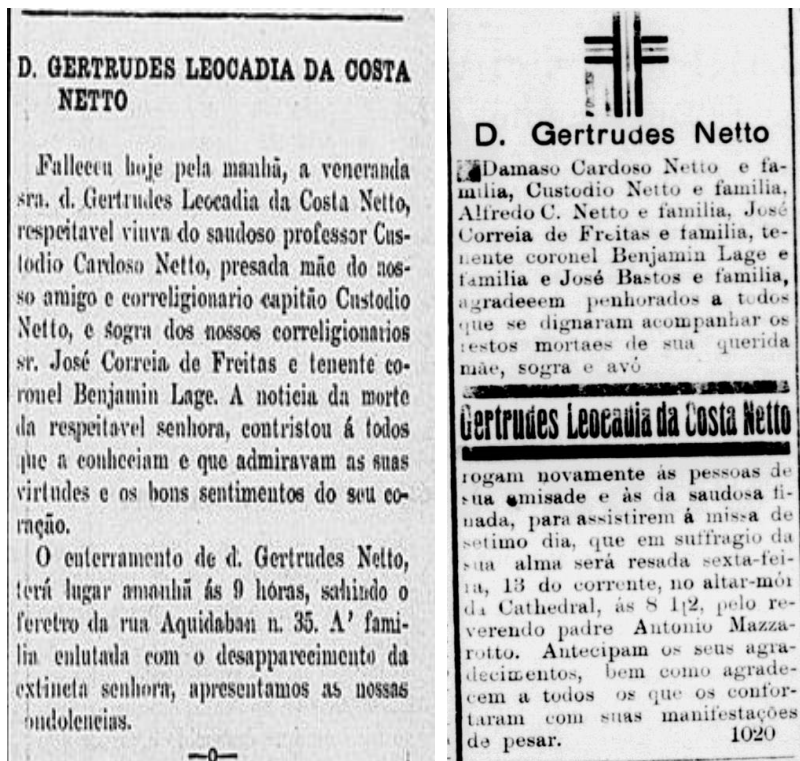 D. GERTRUDES LEOCADIA DA COSTA
NETTO
Falleceu hoje pela manhã, a veneranda
sra. d. Gertrudes Leocadia da Costa Netto,
respeitavel viuva do saudoso professor Cus-
todio Cardoso Netto, presada mãe do nos-
so amigo e correligionario capitão Custodio
Netto, e sogra dos nossos correligionarios
sr. José Correia de Freitas e tenente co-
ronel Benjamin Lage. A noticia da morte
da respeitavel senhora, contristou á todos
que a conheciam e que admiravam as suas
virtudes e os bons sentimentos do seu co-
ração.
O enterramento de d. Gertrudes Netto,
terá lugar amanhã ás 9 hóras, sahindo o
feretro da rua Aquidaban n. 35. A' fami-
lia enlutada com o desapparecimento da
extincta senhora, apresentamos as nossas
ondolencias.
D. Gertrudes Netto
Damaso Cardoso Netto e fa-
milia, Custodio Netto e familia,
Alfredo C. Netto e familia, José
Correia de Freitas e familia, te-
nente coronel Benjamin Lage e
familia e José Bastos e familia,
agradeeem penhorados a todos
que se dignaram acompanhar os
restos mortaes de sua querida
mãe, sogra e avó
Gertrudes Leocadia da Costa Netto
rogam novamente ás pessoas de
sua amisade e ás da saudosa fi-
nada, para assistirem á missa de
setimo dia, que em suffragio da
sua alma será resada sexta-fei-
ra, 13 do corrente, no altar-mór
da Cathedral, ás 8 1|2, pelo re-
verendo padre Antonio Mazza-
rotto. Antecipam os seus agra-
decimentos, bem como agrade-
cem a todos os que os confor-
taram com suas manifestações
de pesar. 1020